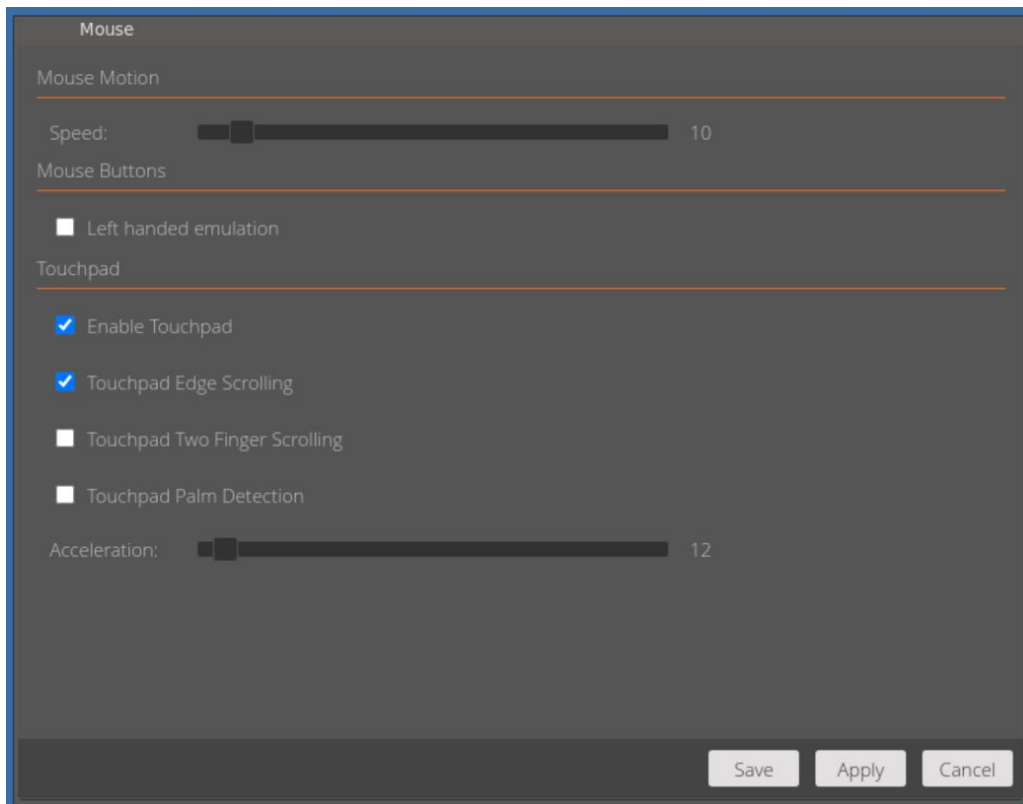 Mouse
Mouse Motion
Speed: 10
Mouse Buttons
Left handed emulation
Touchpad
Enable Touchpad
Touchpad Edge Scrolling
Touchpad Two Finger Scrolling
Touchpad Palm Detection
Acceleration: 12
Save Apply Cancel